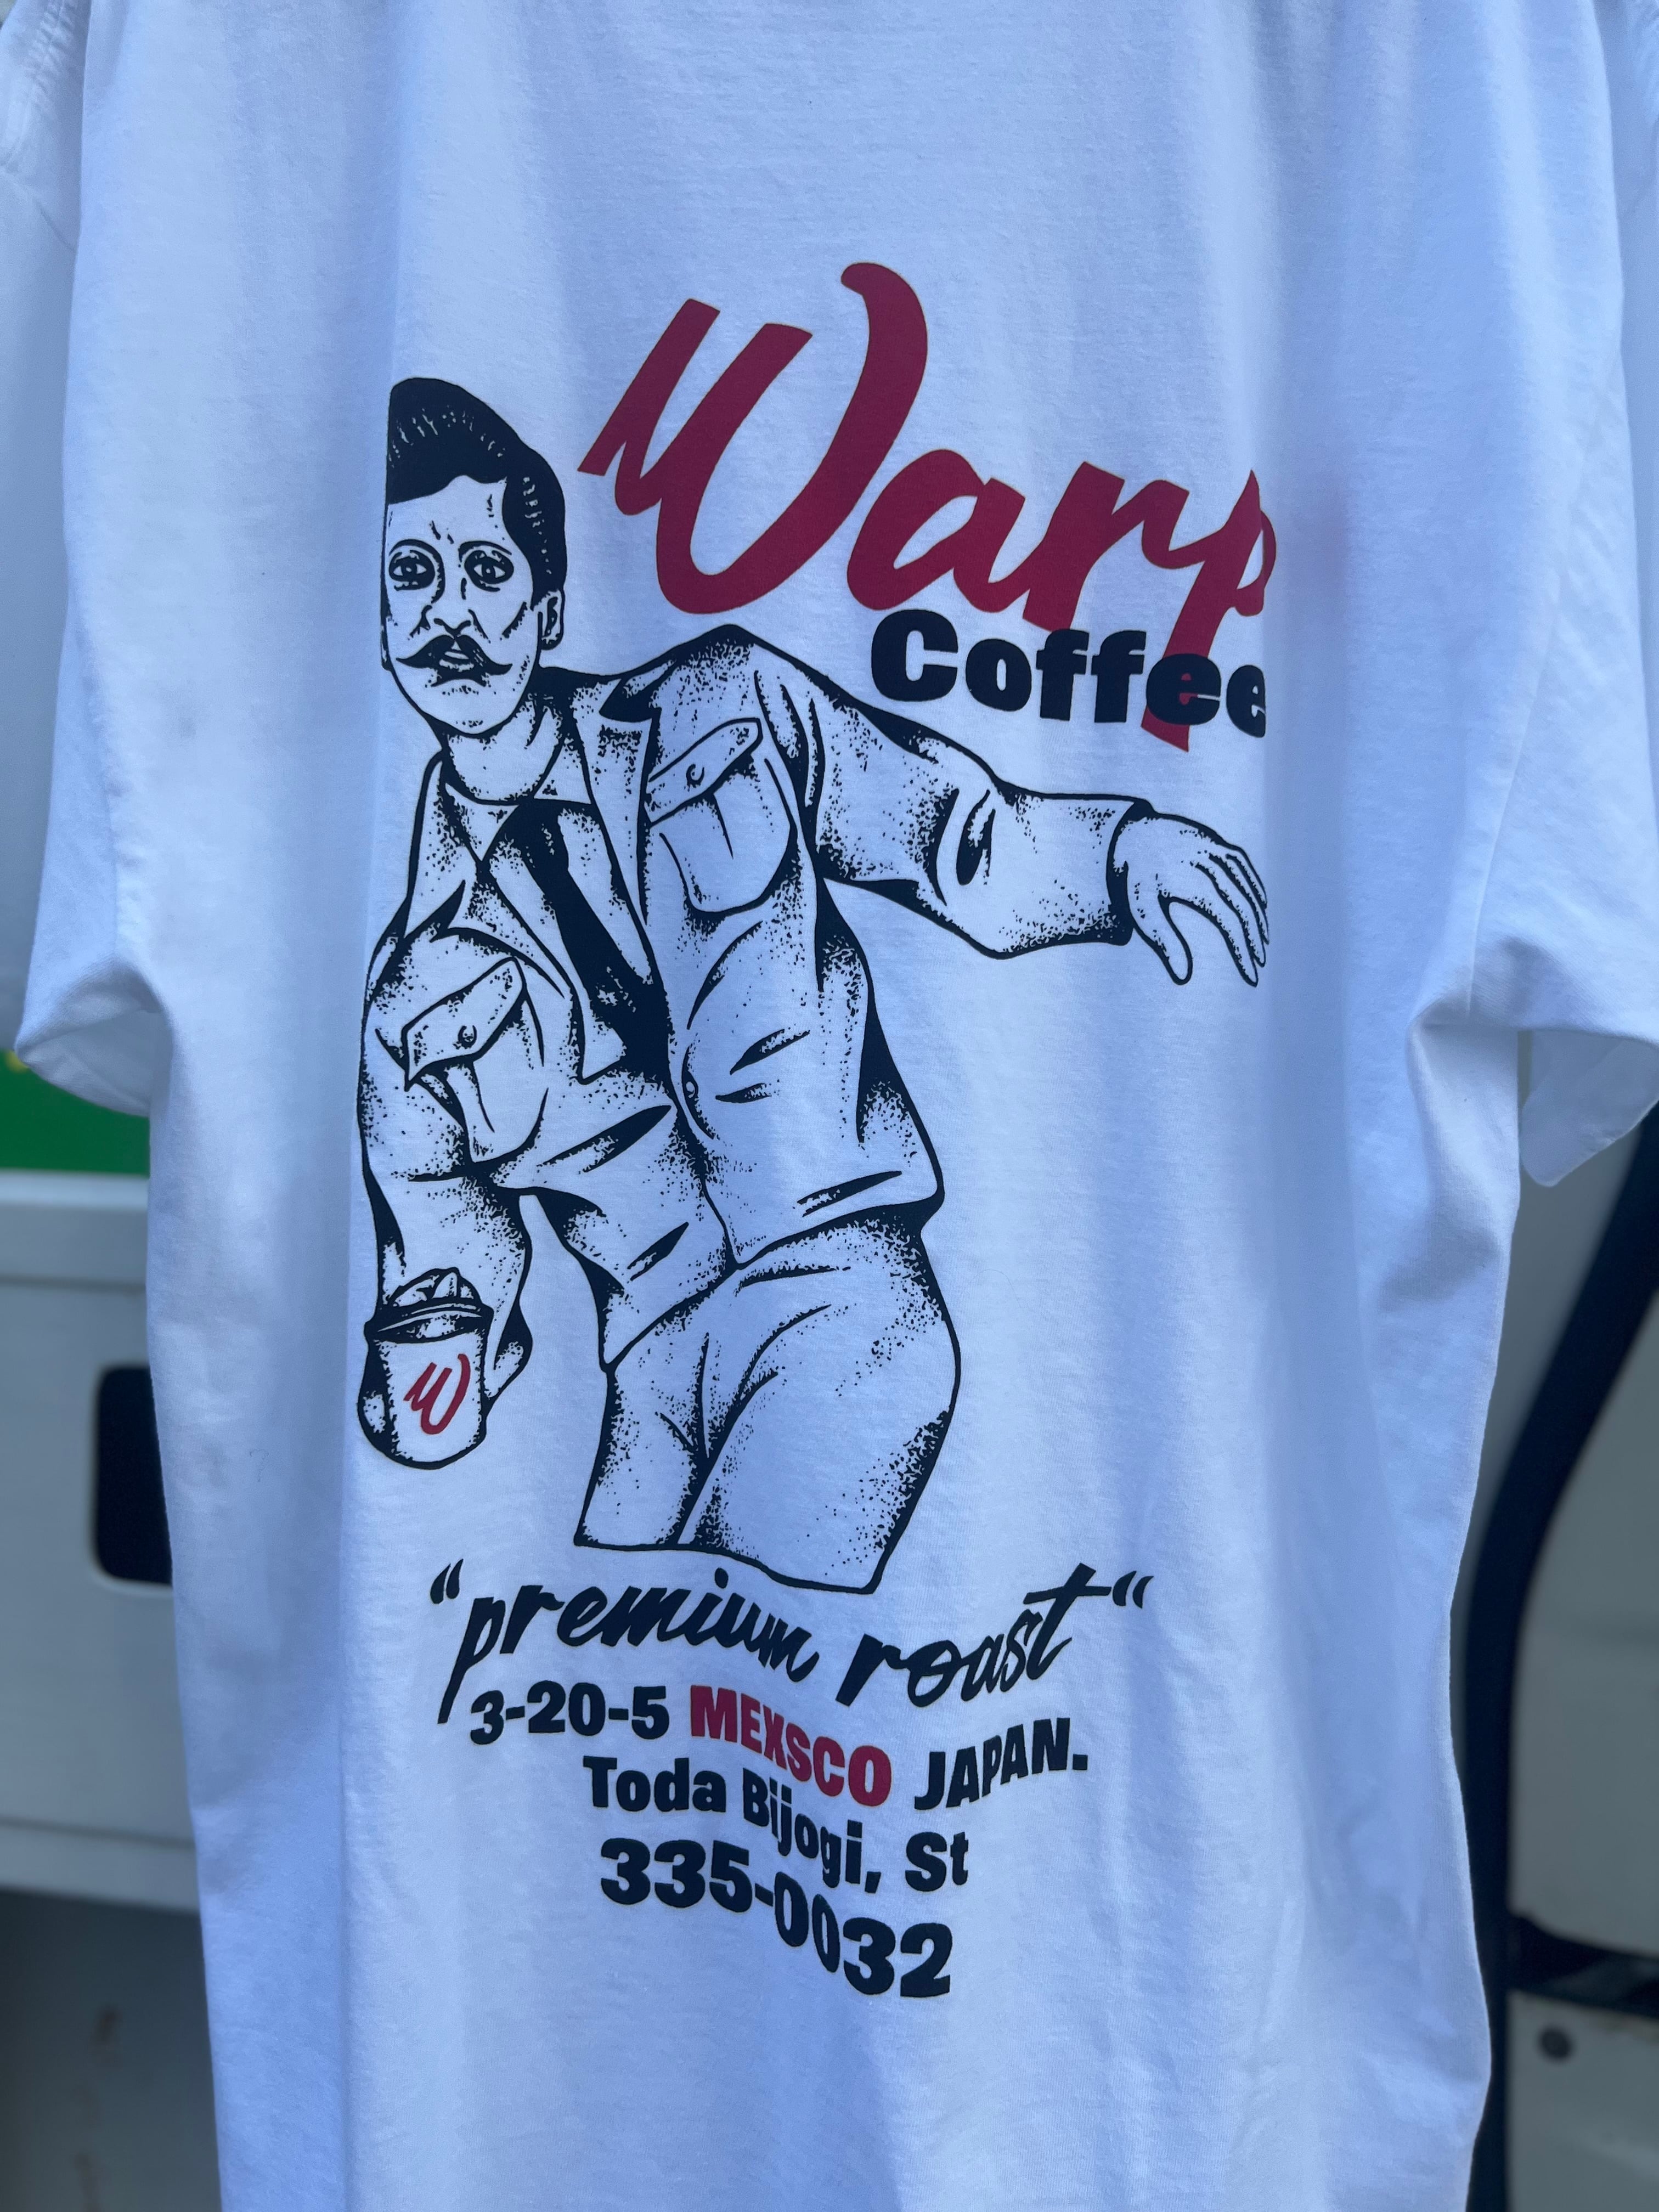 Warp
Coffee
W
“premium roast“
3-20-5 MEXSCO JAPAN.
Toda Bijogi, St
335-0032